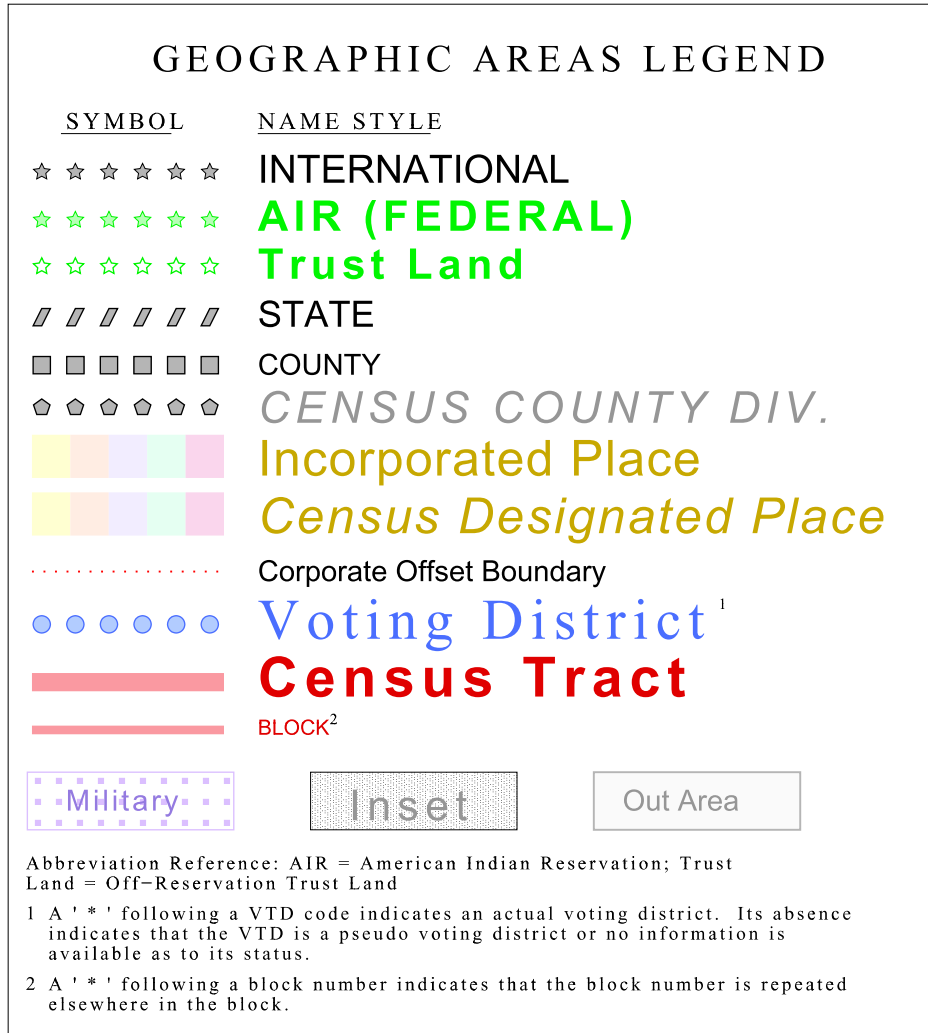 GEOGRAPHIC AREAS LEGEND
SYMBOL NAME STYLE
INTERNATIONAL
AIR (FEDERAL)
Trust Land
STATE
COUNTY
CENSUS COUNTY DIV.
Incorporated Place
Census Designated Place
Corporate Offset Boundary
Voting District 1
Census Tract
BLOCK2
Military Inset Out Area
Abbreviation Reference: AIR = American Indian Reservation; Trust
Land = Off−Reservation Trust Land
1 A ' * ' following a VTD code indicates an actual voting district. Its absence
indicates that the VTD is a pseudo voting district or no information is
available as to its status.
2 A ' * ' following a block number indicates that the block number is repeated
elsewhere in the block.